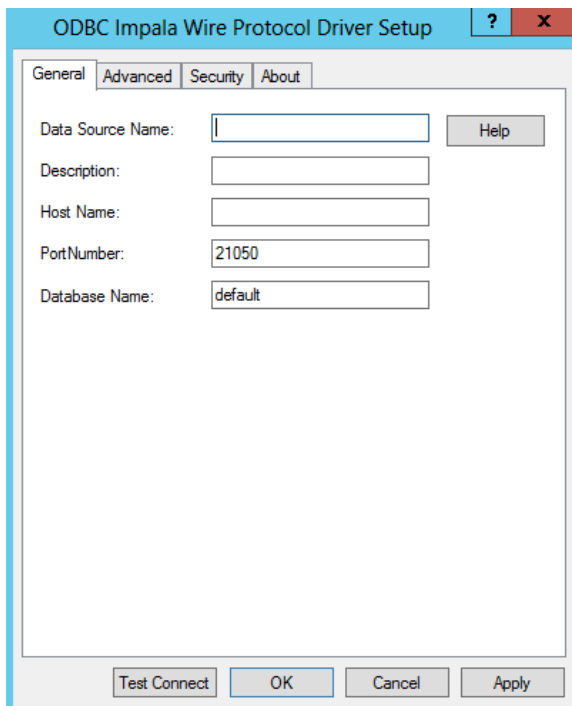 ODBC Impala Wire Protocol Driver Setup ? x
General Advanced Security About
Data Source Name: Help
Description:
Host Name:
PortNumber: 21050
Database Name: default
Test Connect OK Cancel Apply